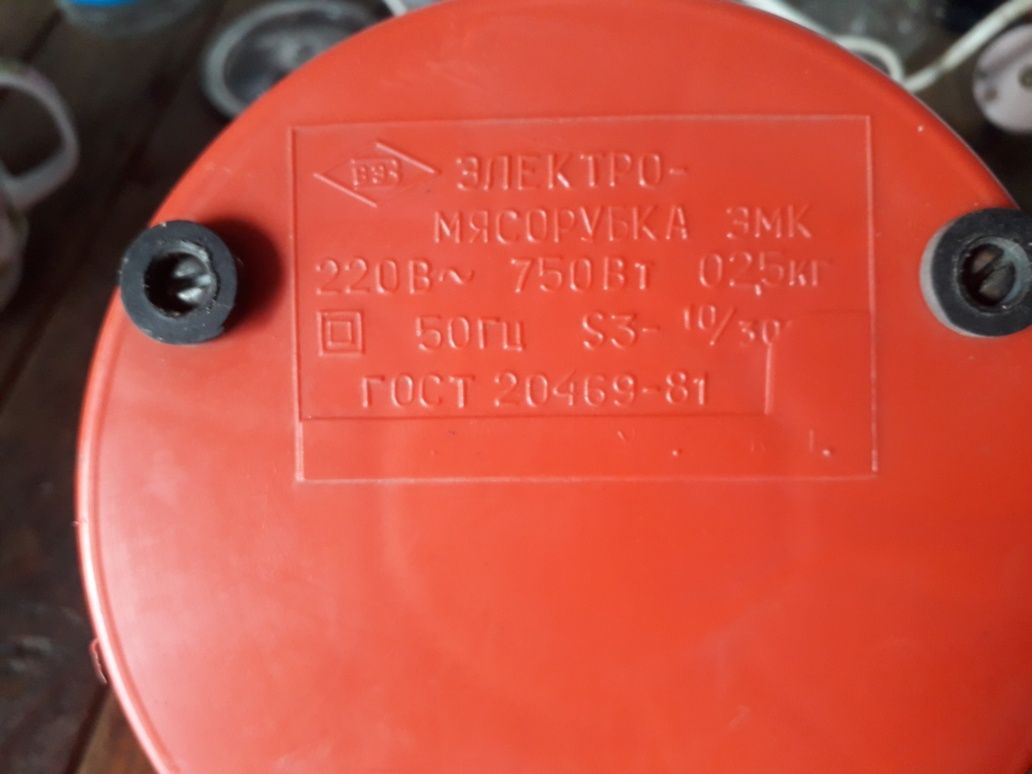 ЭЛЕКТРО-
МЯСОРУБКА ЭМК
220В~ 750Вт 0,25кг
50Гц S3-10/30
ГОСТ 20469-81